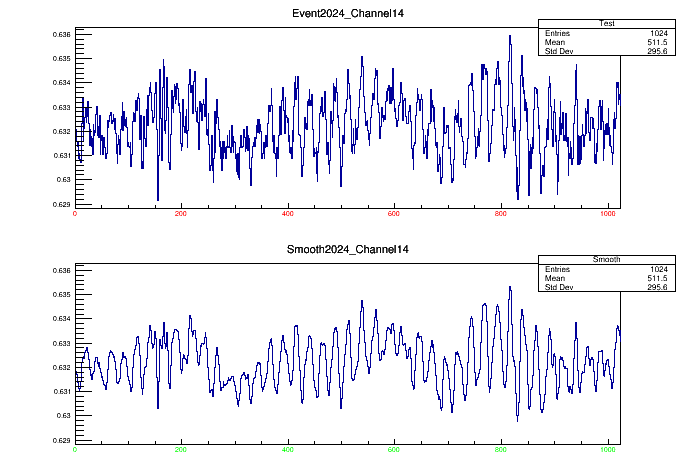 Event2024_Channel14
Test
Entries 1024
Mean 511.5
Std Dev 295.6
0.636
0.635
0.634
0.633
0.632
0.631
0.63
0.629
0 200 400 600 800 1000
Smooth2024_Channel14
Smooth
Entries 1024
Mean 511.5
Std Dev 295.6
0.636
0.635
0.634
0.633
0.632
0.631
0.63
0.629
0 200 400 600 800 1000